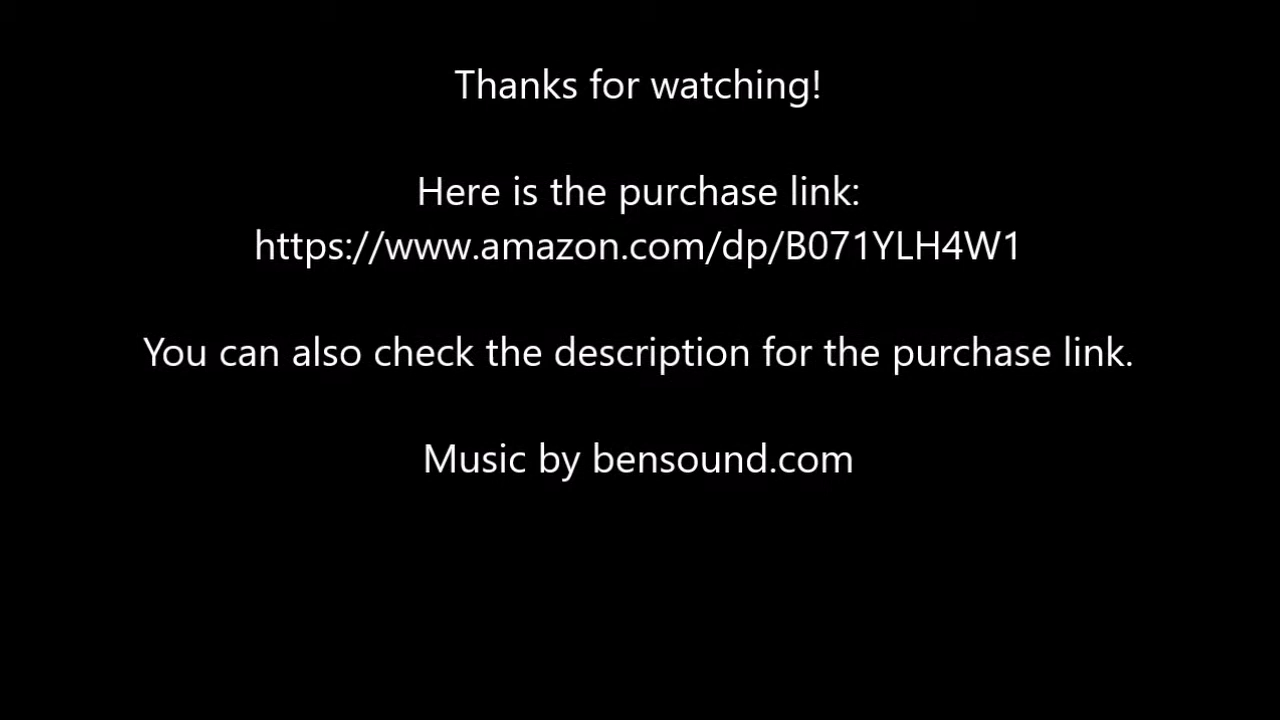 Thanks for watching!
Here is the purchase link:
https://www.amazon.com/dp/B071YLH4W1
You can also check the description for the purchase link.
Music by bensound.com